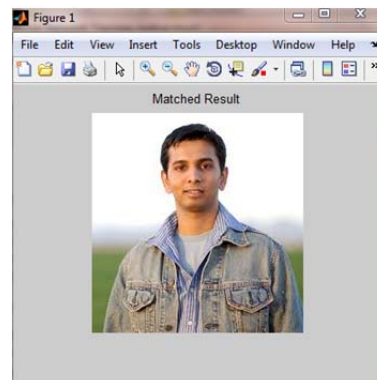 Figure 1
File Edit View Insert Tools Desktop Window Help
Matched Result